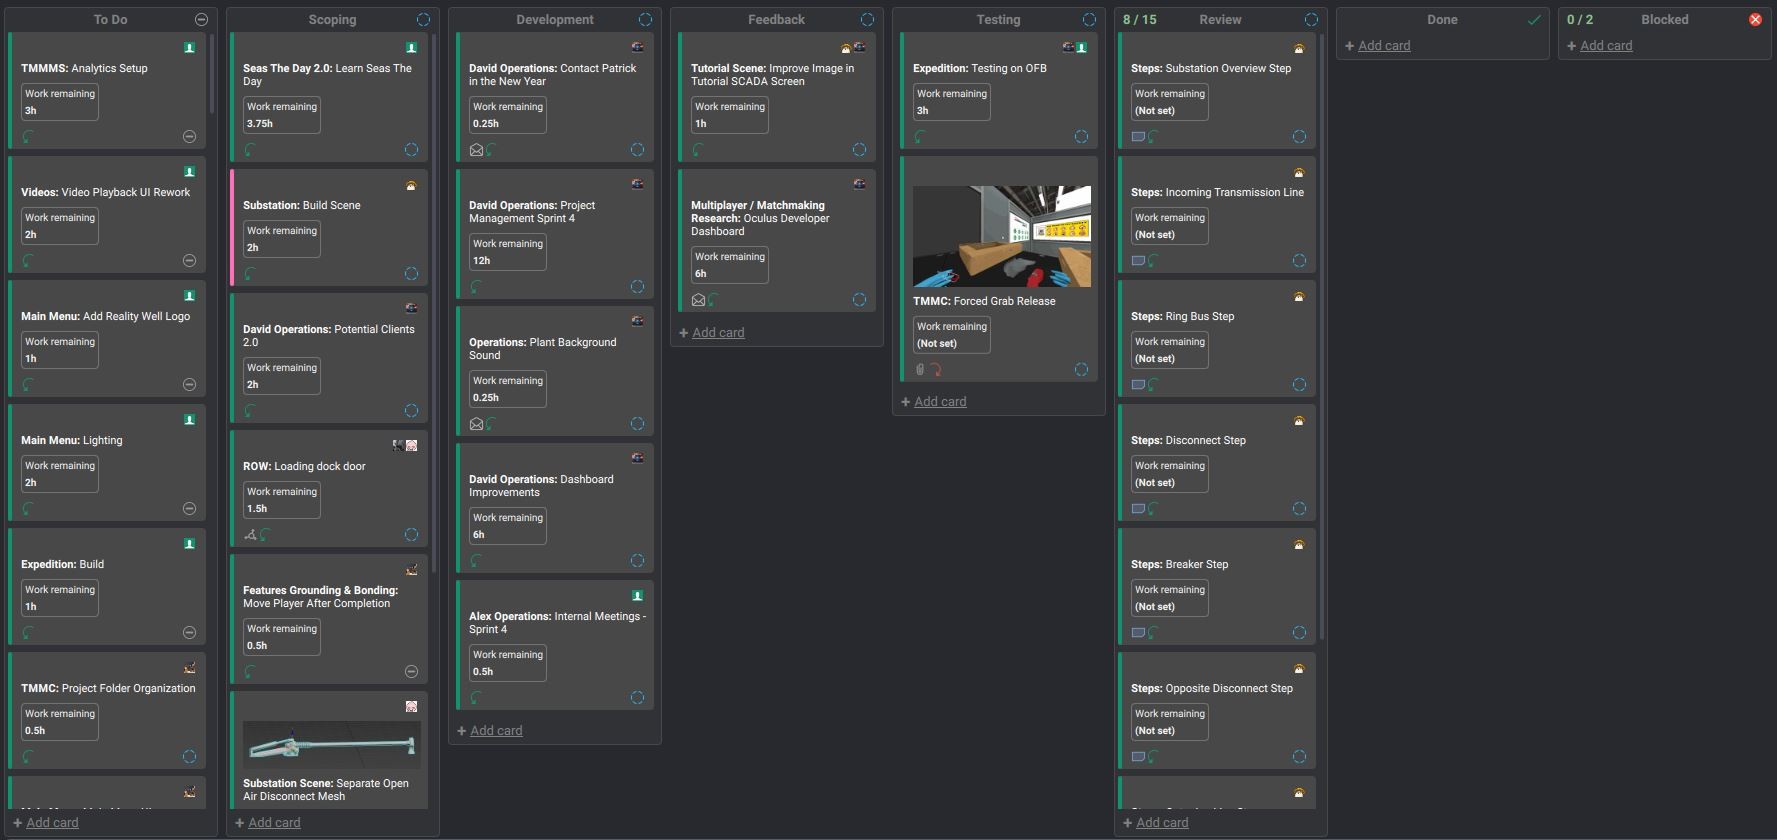 To Do
TMMMS: Analytics Setup
Work remaining
3h
Videos: Video Playback UI Rework
Work remaining
2h
Main Menu: Add Reality Well Logo
Work remaining
1h
Main Menu: Lighting
Work remaining
2h
Expedition: Build
Work remaining
1h
TMMC: Project Folder Organization
Work remaining
0.5h
+ Add card
Scoping
Seas The Day 2.0: Learn Seas The
Day
Work remaining
3.75h
Substation: Build Scene
Work remaining
2h
David Operations: Potential Clients
2.0
Work remaining
2h
ROW: Loading dock door
Work remaining
1.5h
Features Grounding & Bonding:
Move Player After Completion
Work remaining
0.5h
Substation Scene: Separate Open
Air Disconnect Mesh
+ Add card
Development
David Operations: Contact Patrick
in the New Year
Work remaining
0.25h
David Operations: Project
Management Sprint 4
Work remaining
12h
Operations: Plant Background
Sound
Work remaining
0.25h
David Operations: Dashboard
Improvements
Work remaining
6h
Alex Operations: Internal Meetings -
Sprint 4
Work remaining
0.5h
+ Add card
Feedback
Tutorial Scene: Improve Image in
Tutorial SCADA Screen
Work remaining
1h
Multiplayer / Matchmaking
Research: Oculus Developer
Dashboard
Work remaining
6h
+ Add card
Testing
Expedition: Testing on OFB
Work remaining
3h
TMMC: Forced Grab Release
Work remaining
(Not set)
+ Add card
8 / 15 Review
Steps: Substation Overview Step
Work remaining
(Not set)
Steps: Incoming Transmission Line
Work remaining
(Not set)
Steps: Ring Bus Step
Work remaining
(Not set)
Steps: Disconnect Step
Work remaining
(Not set)
Steps: Breaker Step
Work remaining
(Not set)
Steps: Opposite Disconnect Step
Work remaining
(Not set)
+ Add card
Done
+ Add card
0 / 2 Blocked
+ Add card